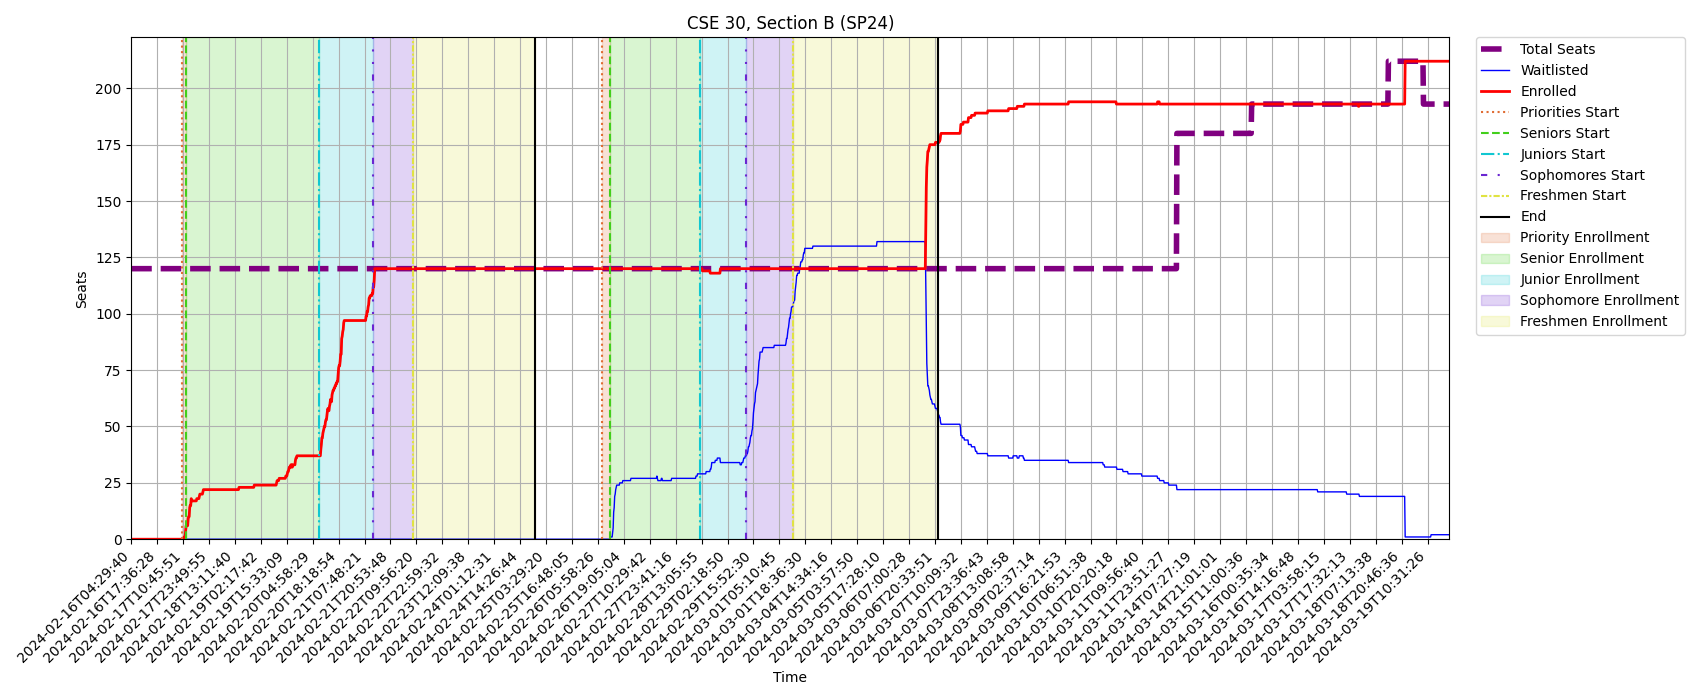 CSE 30, Section B (SP24)
Seats
200
175
150
125
100
75
50
25
0
2024-02-16T04:29:40
2024-02-16T17:36:28
2024-02-17T10:45:51
2024-02-17T23:49:55
2024-02-18T13:11:40
2024-02-19T02:17:42
2024-02-19T15:33:09
2024-02-20T04:58:29
2024-02-20T18:18:54
2024-02-21T07:48:21
2024-02-21T20:53:48
2024-02-22T09:56:20
2024-02-22T22:59:32
2024-02-23T12:09:38
2024-02-24T01:12:31
2024-02-24T14:26:44
2024-02-25T03:29:20
2024-02-25T16:48:05
2024-02-26T05:58:26
2024-02-26T19:05:04
2024-02-27T10:29:42
2024-02-27T23:41:16
2024-02-28T13:05:55
2024-02-29T02:18:50
2024-02-29T15:52:30
2024-03-01T05:10:45
2024-03-01T18:36:30
2024-03-04T14:34:16
2024-03-05T03:57:50
2024-03-05T17:28:10
2024-03-06T07:00:28
2024-03-06T20:33:51
2024-03-07T10:09:32
2024-03-07T23:36:43
2024-03-08T13:08:58
2024-03-09T02:37:14
2024-03-09T16:21:53
2024-03-10T06:51:38
2024-03-10T20:20:18
2024-03-11T09:56:40
2024-03-11T23:51:27
2024-03-14T07:27:19
2024-03-14T21:01:01
2024-03-15T11:00:36
2024-03-16T00:35:34
2024-03-16T14:16:48
2024-03-17T03:58:15
2024-03-17T17:32:13
2024-03-18T07:13:38
2024-03-18T20:46:36
2024-03-19T10:31:26
Time
Total Seats
Waitlisted
Enrolled
Priorities Start
Seniors Start
Juniors Start
Sophomores Start
Freshmen Start
End
Priority Enrollment
Senior Enrollment
Junior Enrollment
Sophomore Enrollment
Freshmen Enrollment